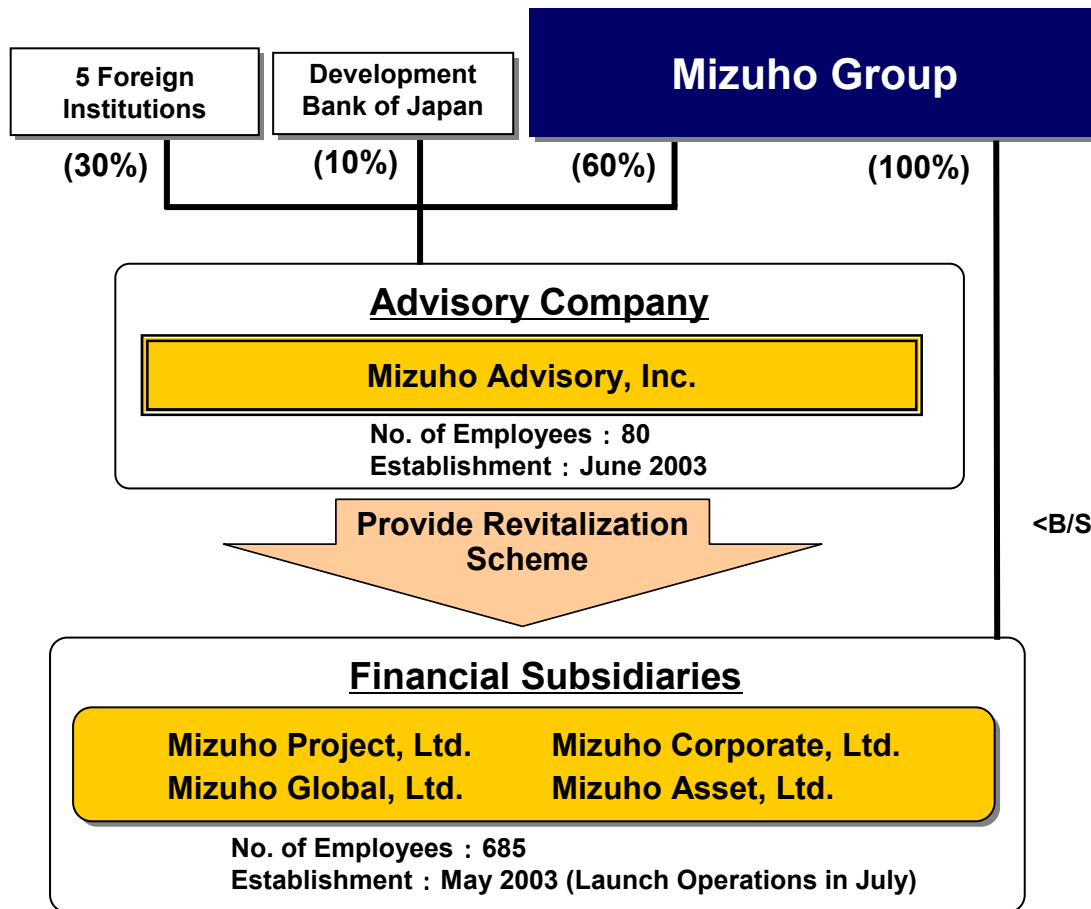 5 Foreign
Institutions
Development
Bank of Japan
Mizuho Group
(30%)
(10%)
(60%)
(100%)
Advisory Company
Mizuho Advisory, Inc.
No. of Employees : 80
Establishment : June 2003
Provide Revitalization
Scheme
<B/S
Financial Subsidiaries
Mizuho Project, Ltd. Mizuho Corporate, Ltd.
Mizuho Global, Ltd. Mizuho Asset, Ltd.
No. of Employees : 685
Establishment : May 2003 (Launch Operations in July)